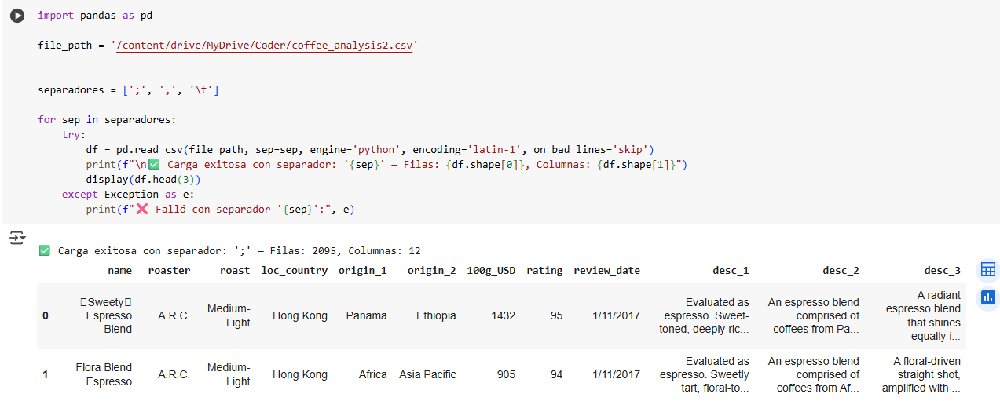 import pandas as pd
file_path = '/content/drive/MyDrive/Coder/coffee_analysis2.csv'
separadores = [';', ',', '\t']
for sep in separadores:
    try:
        df = pd.read_csv(file_path, sep=sep, engine='python', encoding='latin-1', on_bad_lines='skip')
        print(f"\n✅ Carga exitosa con separador: '{sep}' — Filas: {df.shape[0]}, Columnas: {df.shape[1]}")
        display(df.head(3))
    except Exception as e:
        print(f"❌ Falló con separador '{sep}':", e)
✅ Carga exitosa con separador: ';' — Filas: 2095, Columnas: 12
name roaster roast loc_country origin_1 origin_2 100g_USD rating review_date desc_1 desc_2 desc_3
A radiant
Sweety Evaluated as An espresso blend espresso blend
0 Espresso A.R.C. Medium- Hong Kong Panama Ethiopia 1432 95 1/11/2017 espresso. Sweet- comprised of that shines
Blend Light toned, deeply ric... coffees from Pa... equally i...
Flora Blend Medium- Evaluated as An espresso blend A floral-driven
1 Espresso A.R.C. Light Hong Kong Africa Asia Pacific 905 94 1/11/2017 espresso. Sweetly comprised of straight shot,
tart, floral-to... coffees from Af... amplified with ...